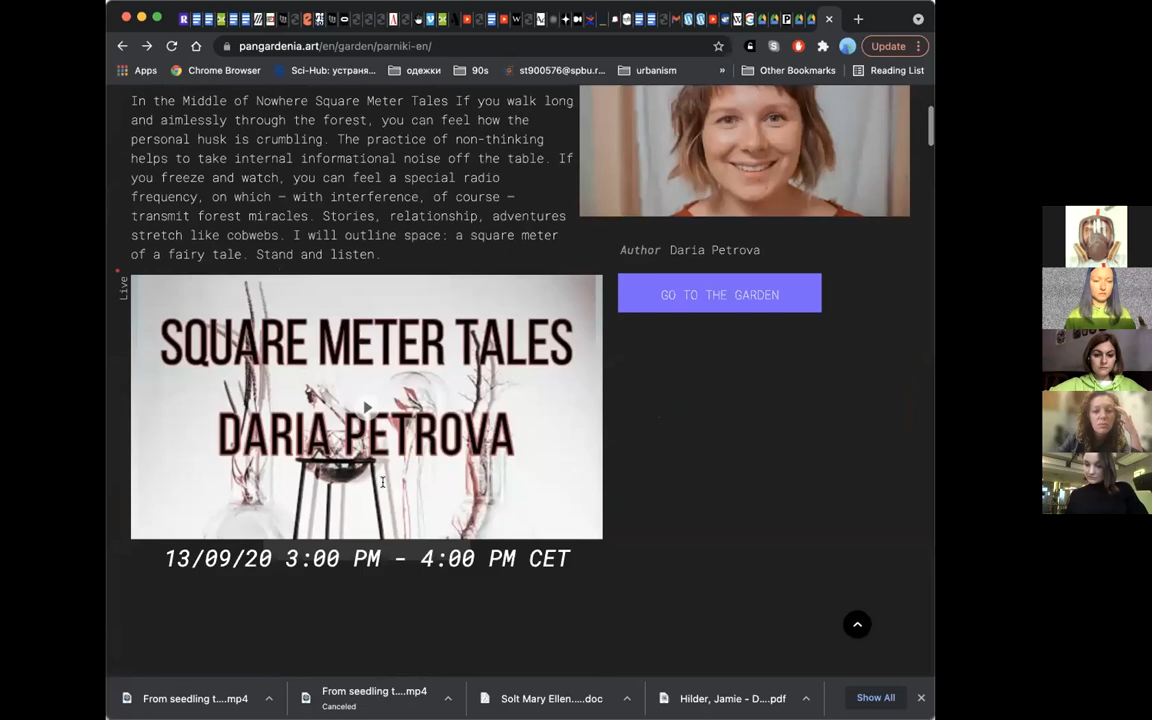 Update
pangardenia.art/en/garden/parniki-en/
Apps
Chrome Browser
Sci-Hub: устраня...
одежки
90s
st900576@spbu.r...
urbanism
»
Other Bookmarks
Reading List
In the Middle of Nowhere Square Meter Tales If you walk long
and aimlessly through the forest, you can feel how the
personal husk is crumbling. The practice of non-thinking
helps to take internal informational noise off the table. If
you freeze and watch, you can feel a special radio
frequency, on which – with interference, of course –
transmit forest miracles. Stories, relationship, adventures
stretch like cobwebs. I will outline space: a square meter
of a fairy tale. Stand and listen.
Author Daria Petrova
GO TO THE GARDEN
Live
SQUARE METER TALES
DARIA PETROVA
13/09/20 3:00 PM - 4:00 PM CET
From seedling t....mp4
From seedling t....mp4
Canceled
Solt Mary Ellen.....doc
Hilder, Jamie - D....pdf
Show All